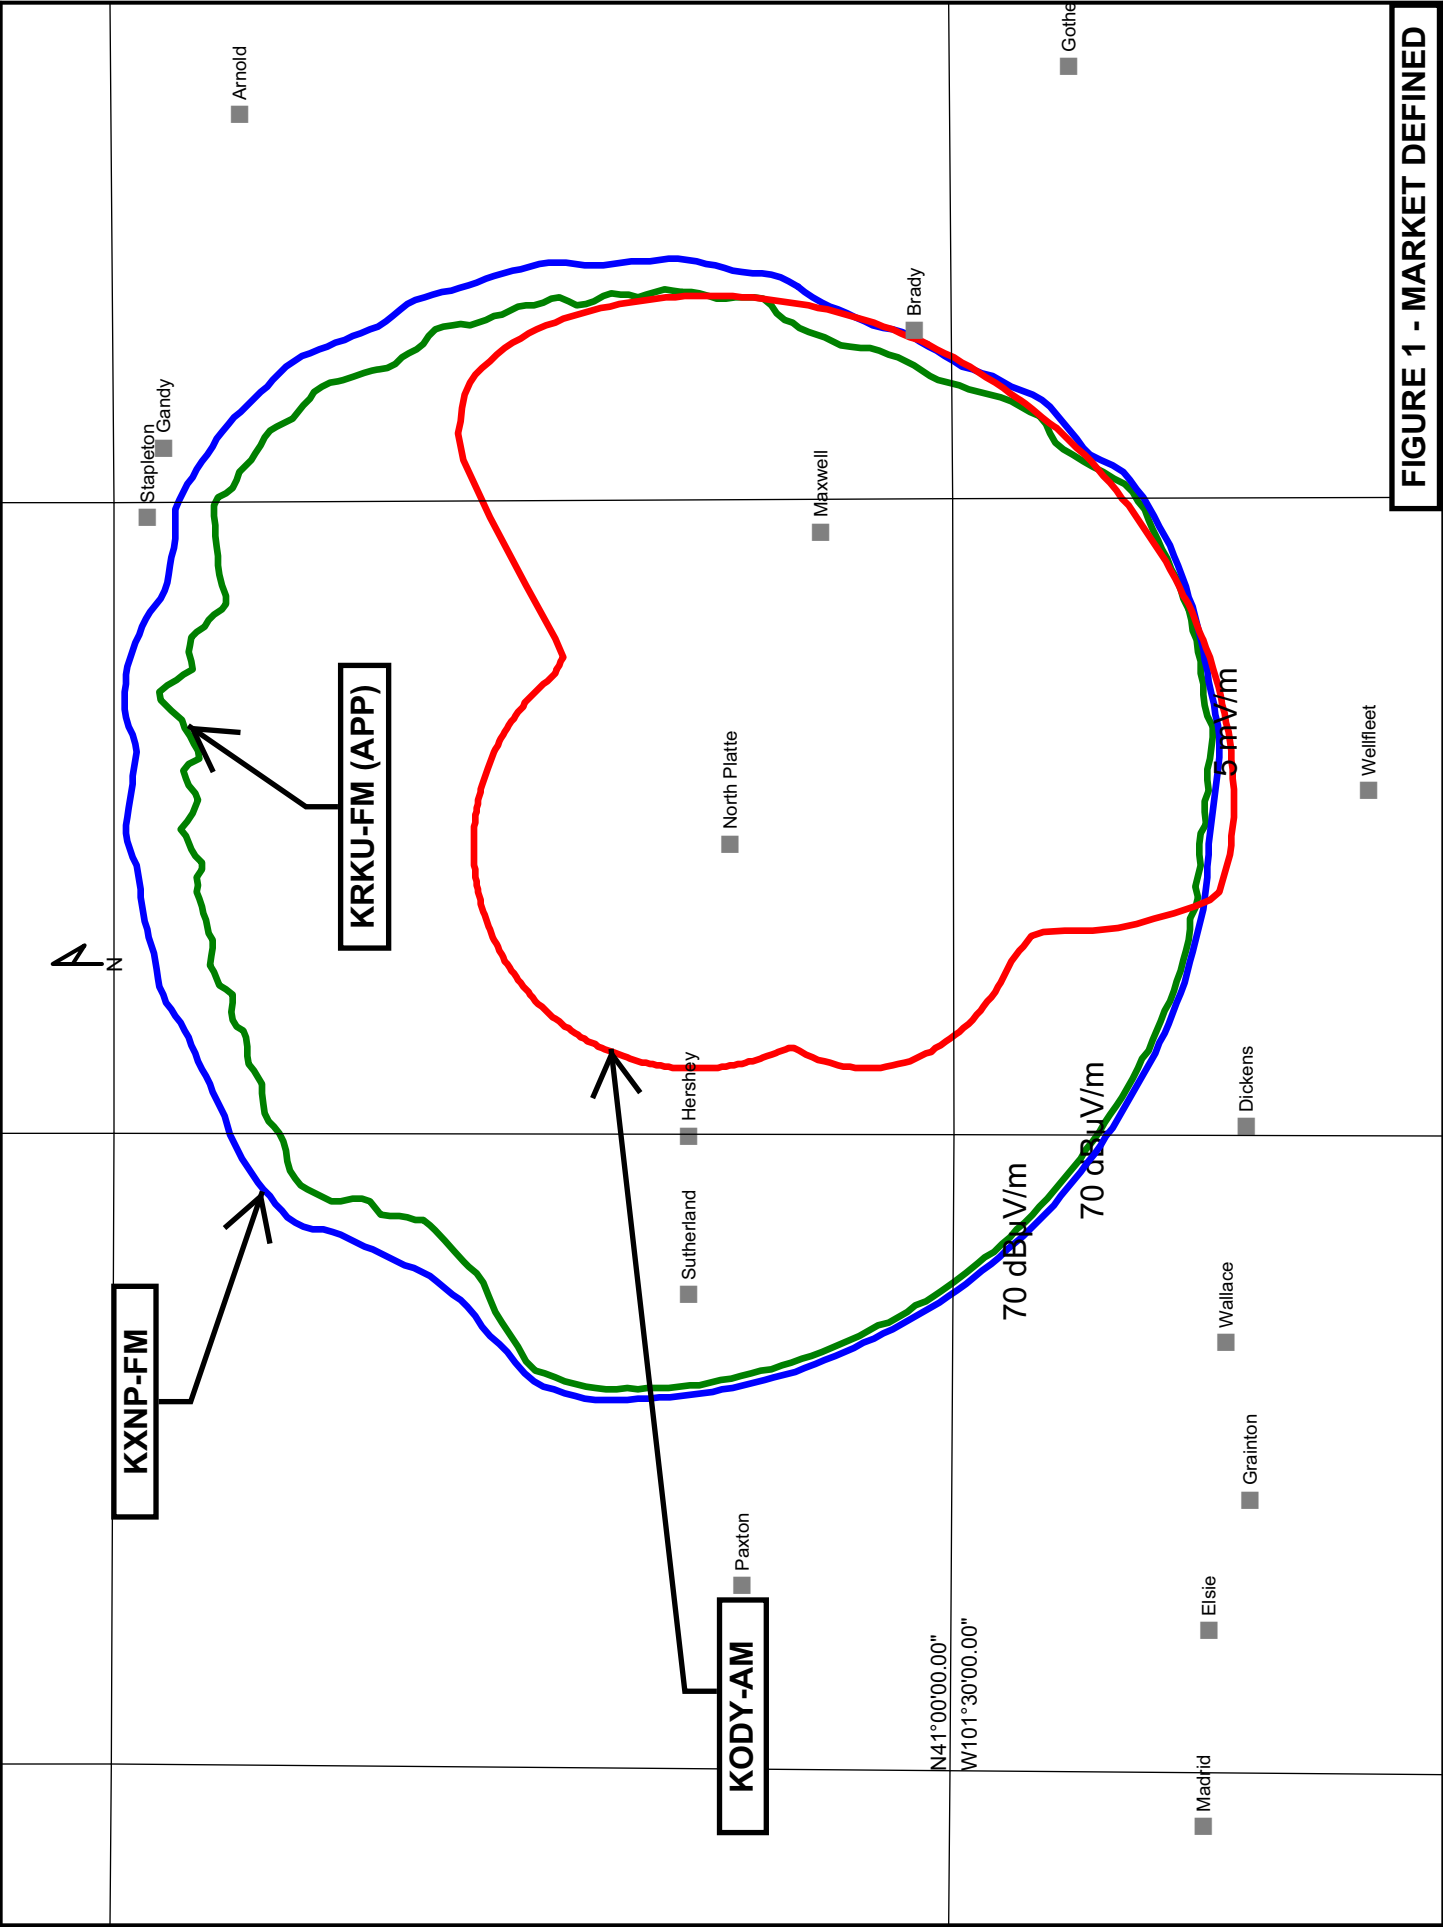 Stapleton
Gandy
Arnold
KXNP-FM
N
KRKU-FM (APP)
Sutherland
Hershey
North Platte
Maxwell
Brady
Paxton
KODY-AM
N41°00'00.00"
W101°30'00.00"
70 dBµV/m
70 dBµV/m
5 mV/m
Gothe
Madrid
Elsie
Grainton
Wallace
Dickens
Wellfleet
FIGURE 1 - MARKET DEFINED